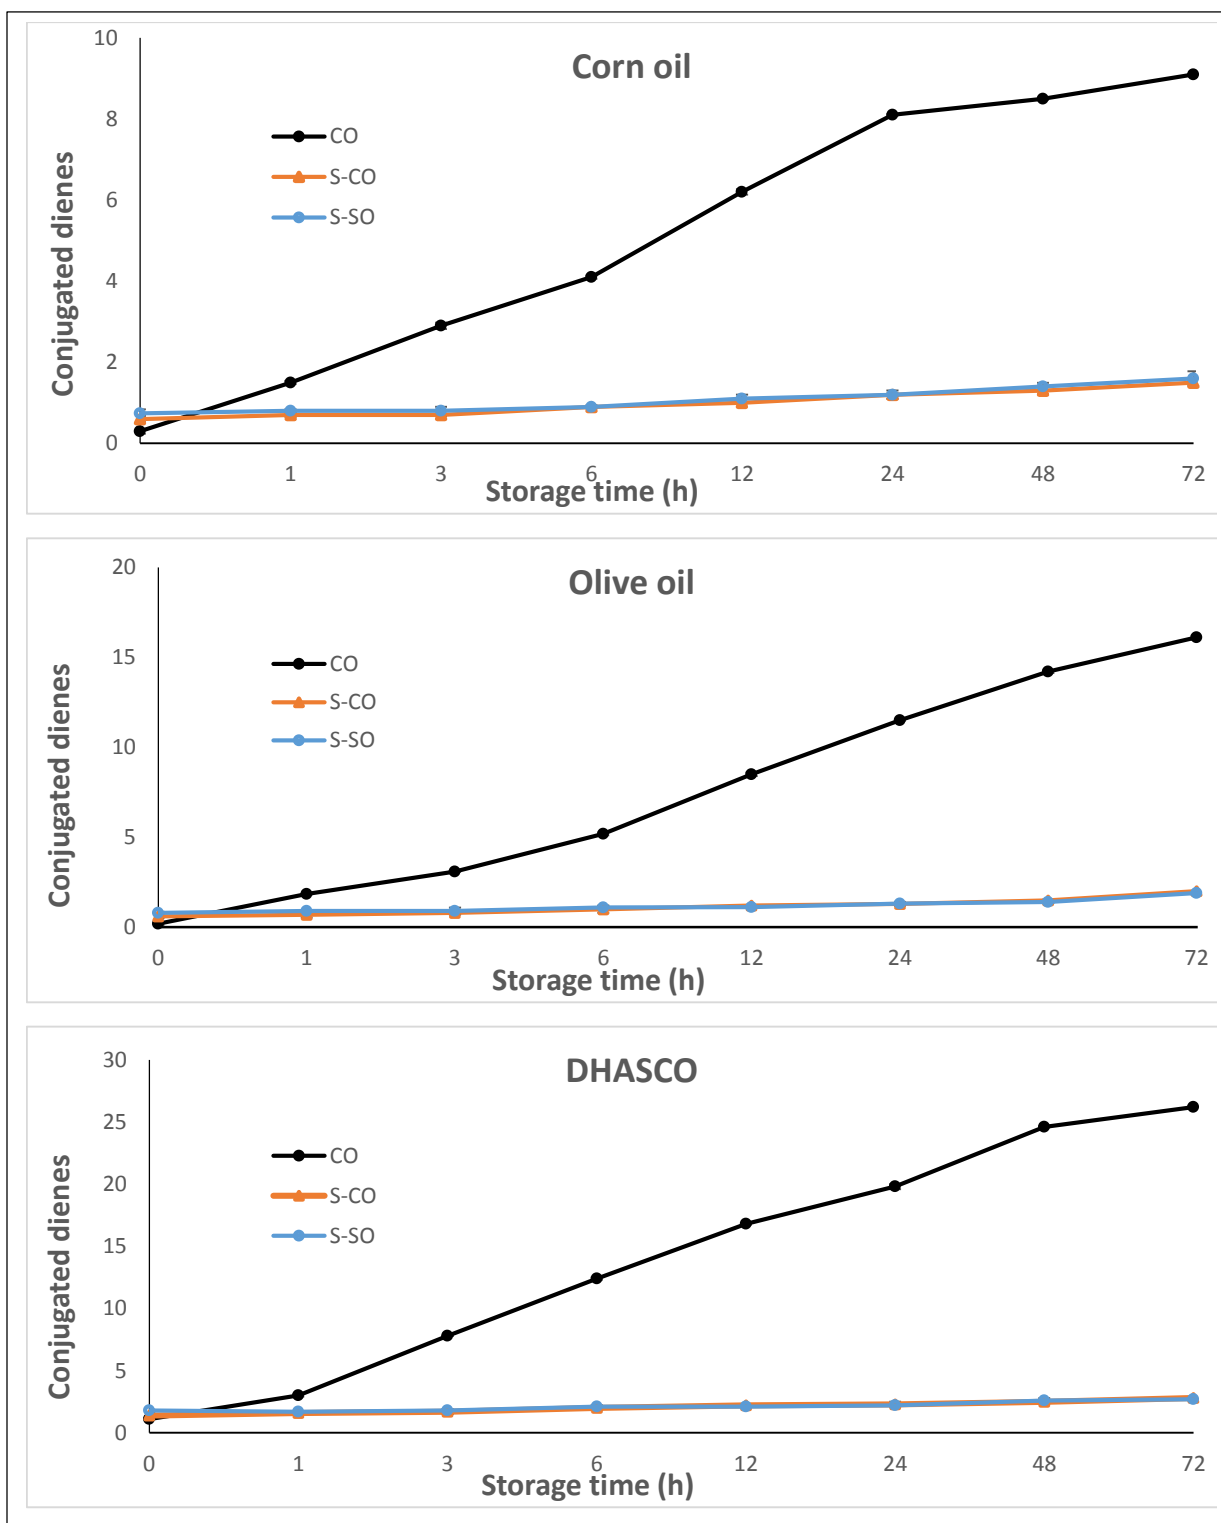 Corn oil
Conjugated dienes
10
8
6
4
2
0
CO
S-CO
S-SO
0 1 3 6 12 24 48 72
Storage time (h)
Olive oil
Conjugated dienes
20
15
10
5
0
CO
S-CO
S-SO
0 1 3 6 12 24 48 72
Storage time (h)
DHASCO
Conjugated dienes
30
25
20
15
10
5
0
CO
S-CO
S-SO
0 1 3 6 12 24 48 72
Storage time (h)